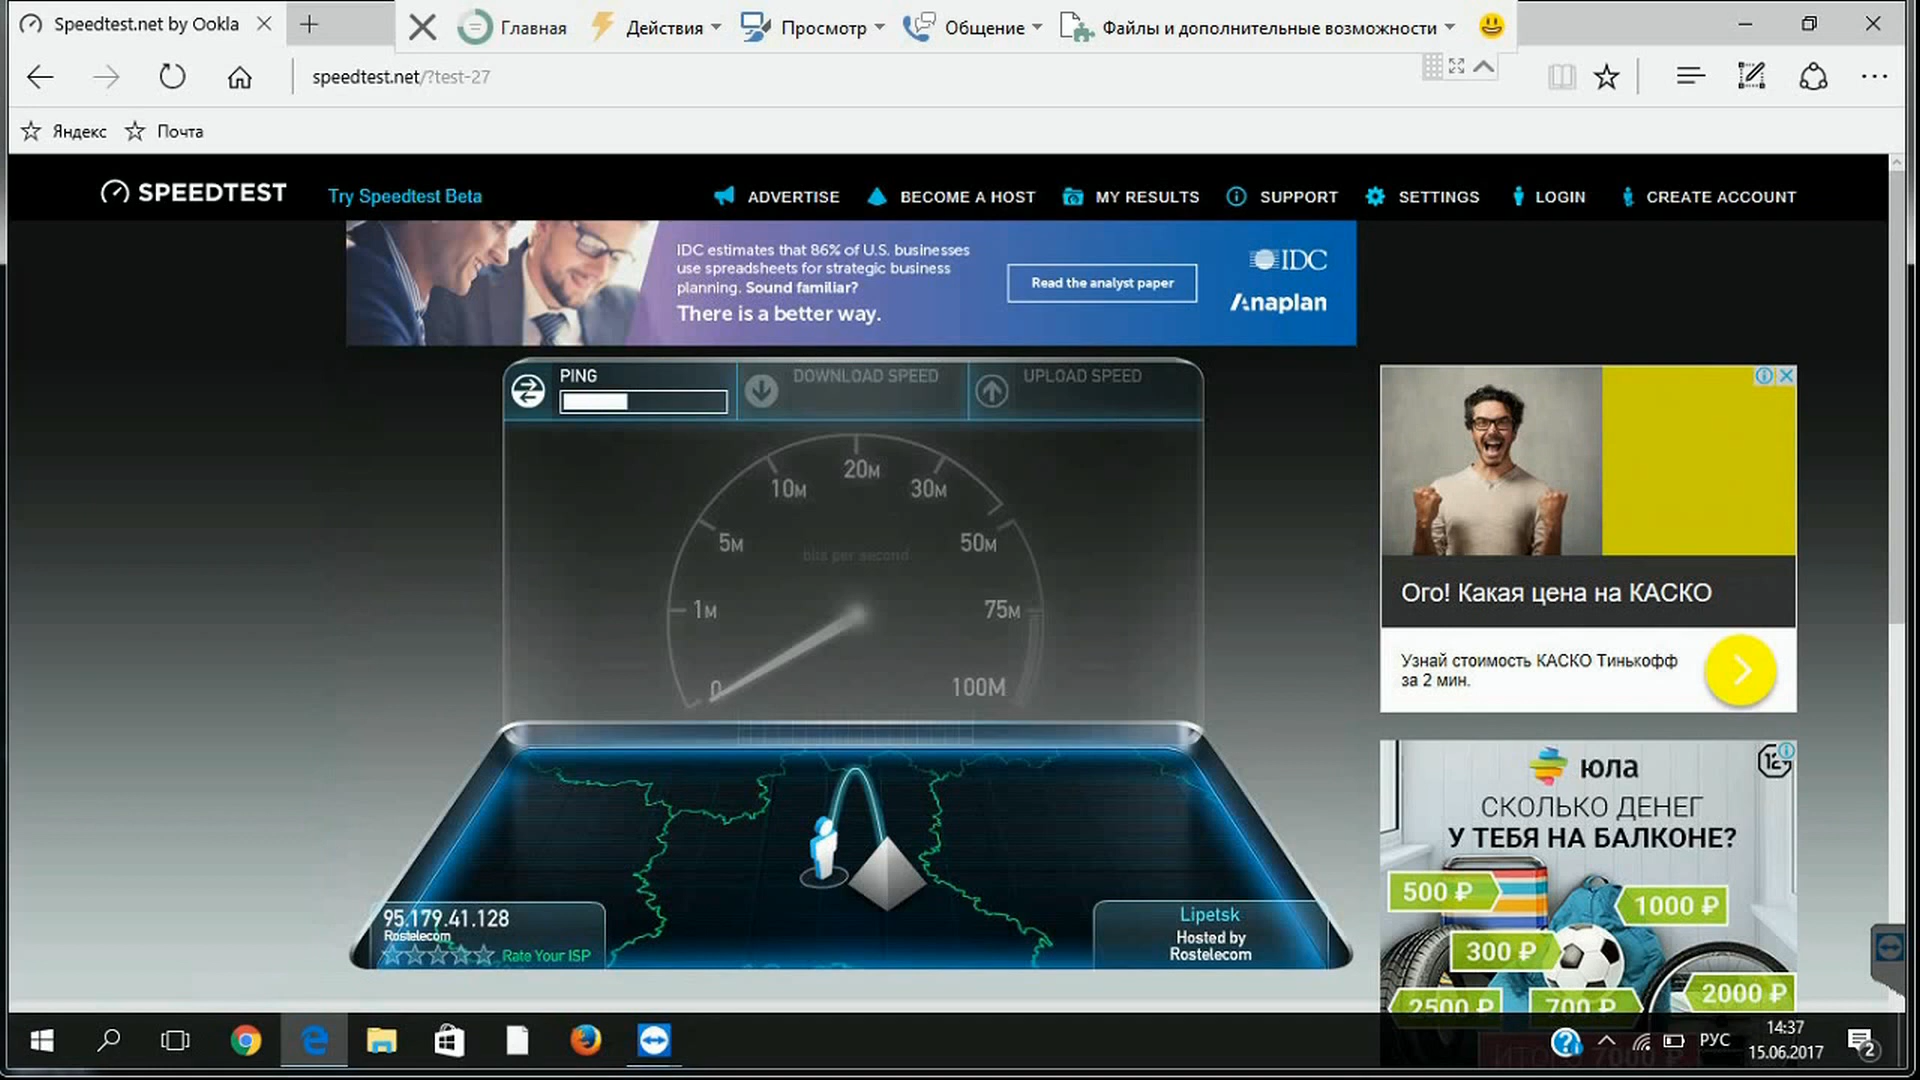 Speedtest.net by Ookla
Главная
Действия
Просмотр
Общение
Файлы и дополнительные возможности
speedtest.net/?test-27
Яндекс
Почта
SPEEDTEST
Try Speedtest Beta
ADVERTISE
BECOME A HOST
MY RESULTS
SUPPORT
SETTINGS
LOGIN
CREATE ACCOUNT
IDC estimates that 86% of U.S. businesses
use spreadsheets for strategic business
planning. Sound familiar?
There is a better way.
Read the analyst paper
IDC
Anaplan
PING
DOWNLOAD SPEED
UPLOAD SPEED
20M
10M
30M
5M
50M
bits per second
1M
75M
0
100M
Ого! Какая цена на КАСКО
Узнай стоимость КАСКО Тинькофф
за 2 мин.
юла
СКОЛЬКО ДЕНЕГ
У ТЕБЯ НА БАЛКОНЕ?
500 ₽
1000 ₽
300 ₽
2000 ₽
2500 ₽
700 ₽
95.179.41.128
Rostelecom
Rate Your ISP
Lipetsk
Hosted by
Rostelecom
РУС
14:37
15.06.2017
2